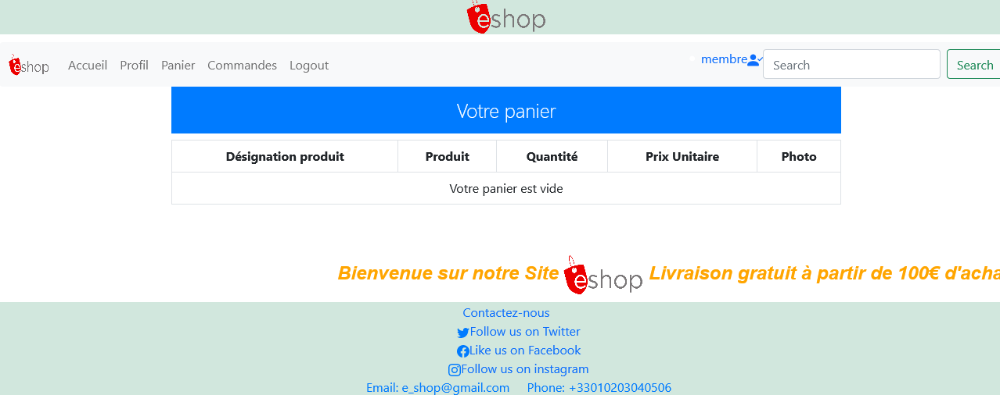 eshop
eshop Accueil Profil Panier Commandes Logout membre Search Search
Votre panier
Désignation produit Produit Quantité Prix Unitaire Photo
Votre panier est vide
Bienvenue sur notre Site eshop Livraison gratuit à partir de 100€ d'acha
Contactez-nous
Follow us on Twitter
Like us on Facebook
Follow us on instagram
Email: e_shop@gmail.com Phone: +33010203040506